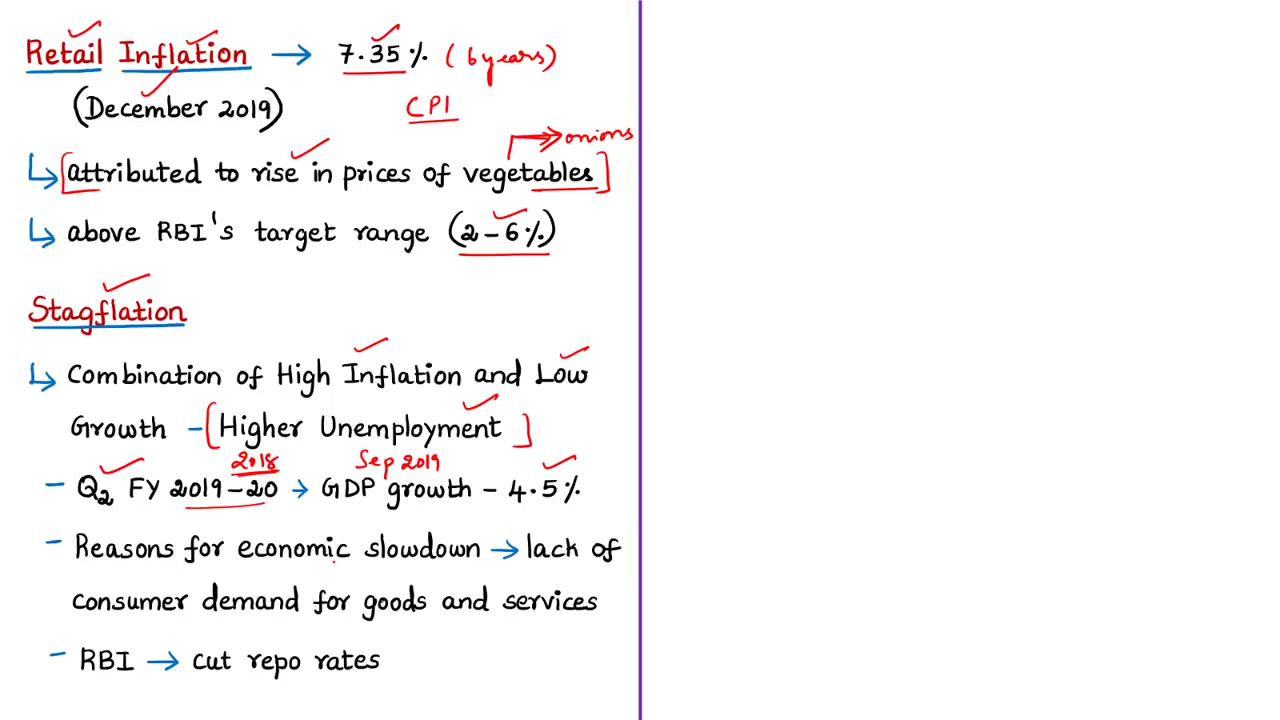 Retail Inflation → 7.35% (6 years)
(December 2019) CPI
onions
↳ [attributed to rise in prices of vegetables]
↳ above RBI's target range (2-6%)
Stagflation
↳ Combination of High Inflation and Low
Growth - [Higher Unemployment]
2018 Sep 2019
- Q2 FY 2019-20 → GDP growth - 4.5%
- Reasons for economic slowdown → lack of
consumer demand for goods and services
- RBI → cut repo rates